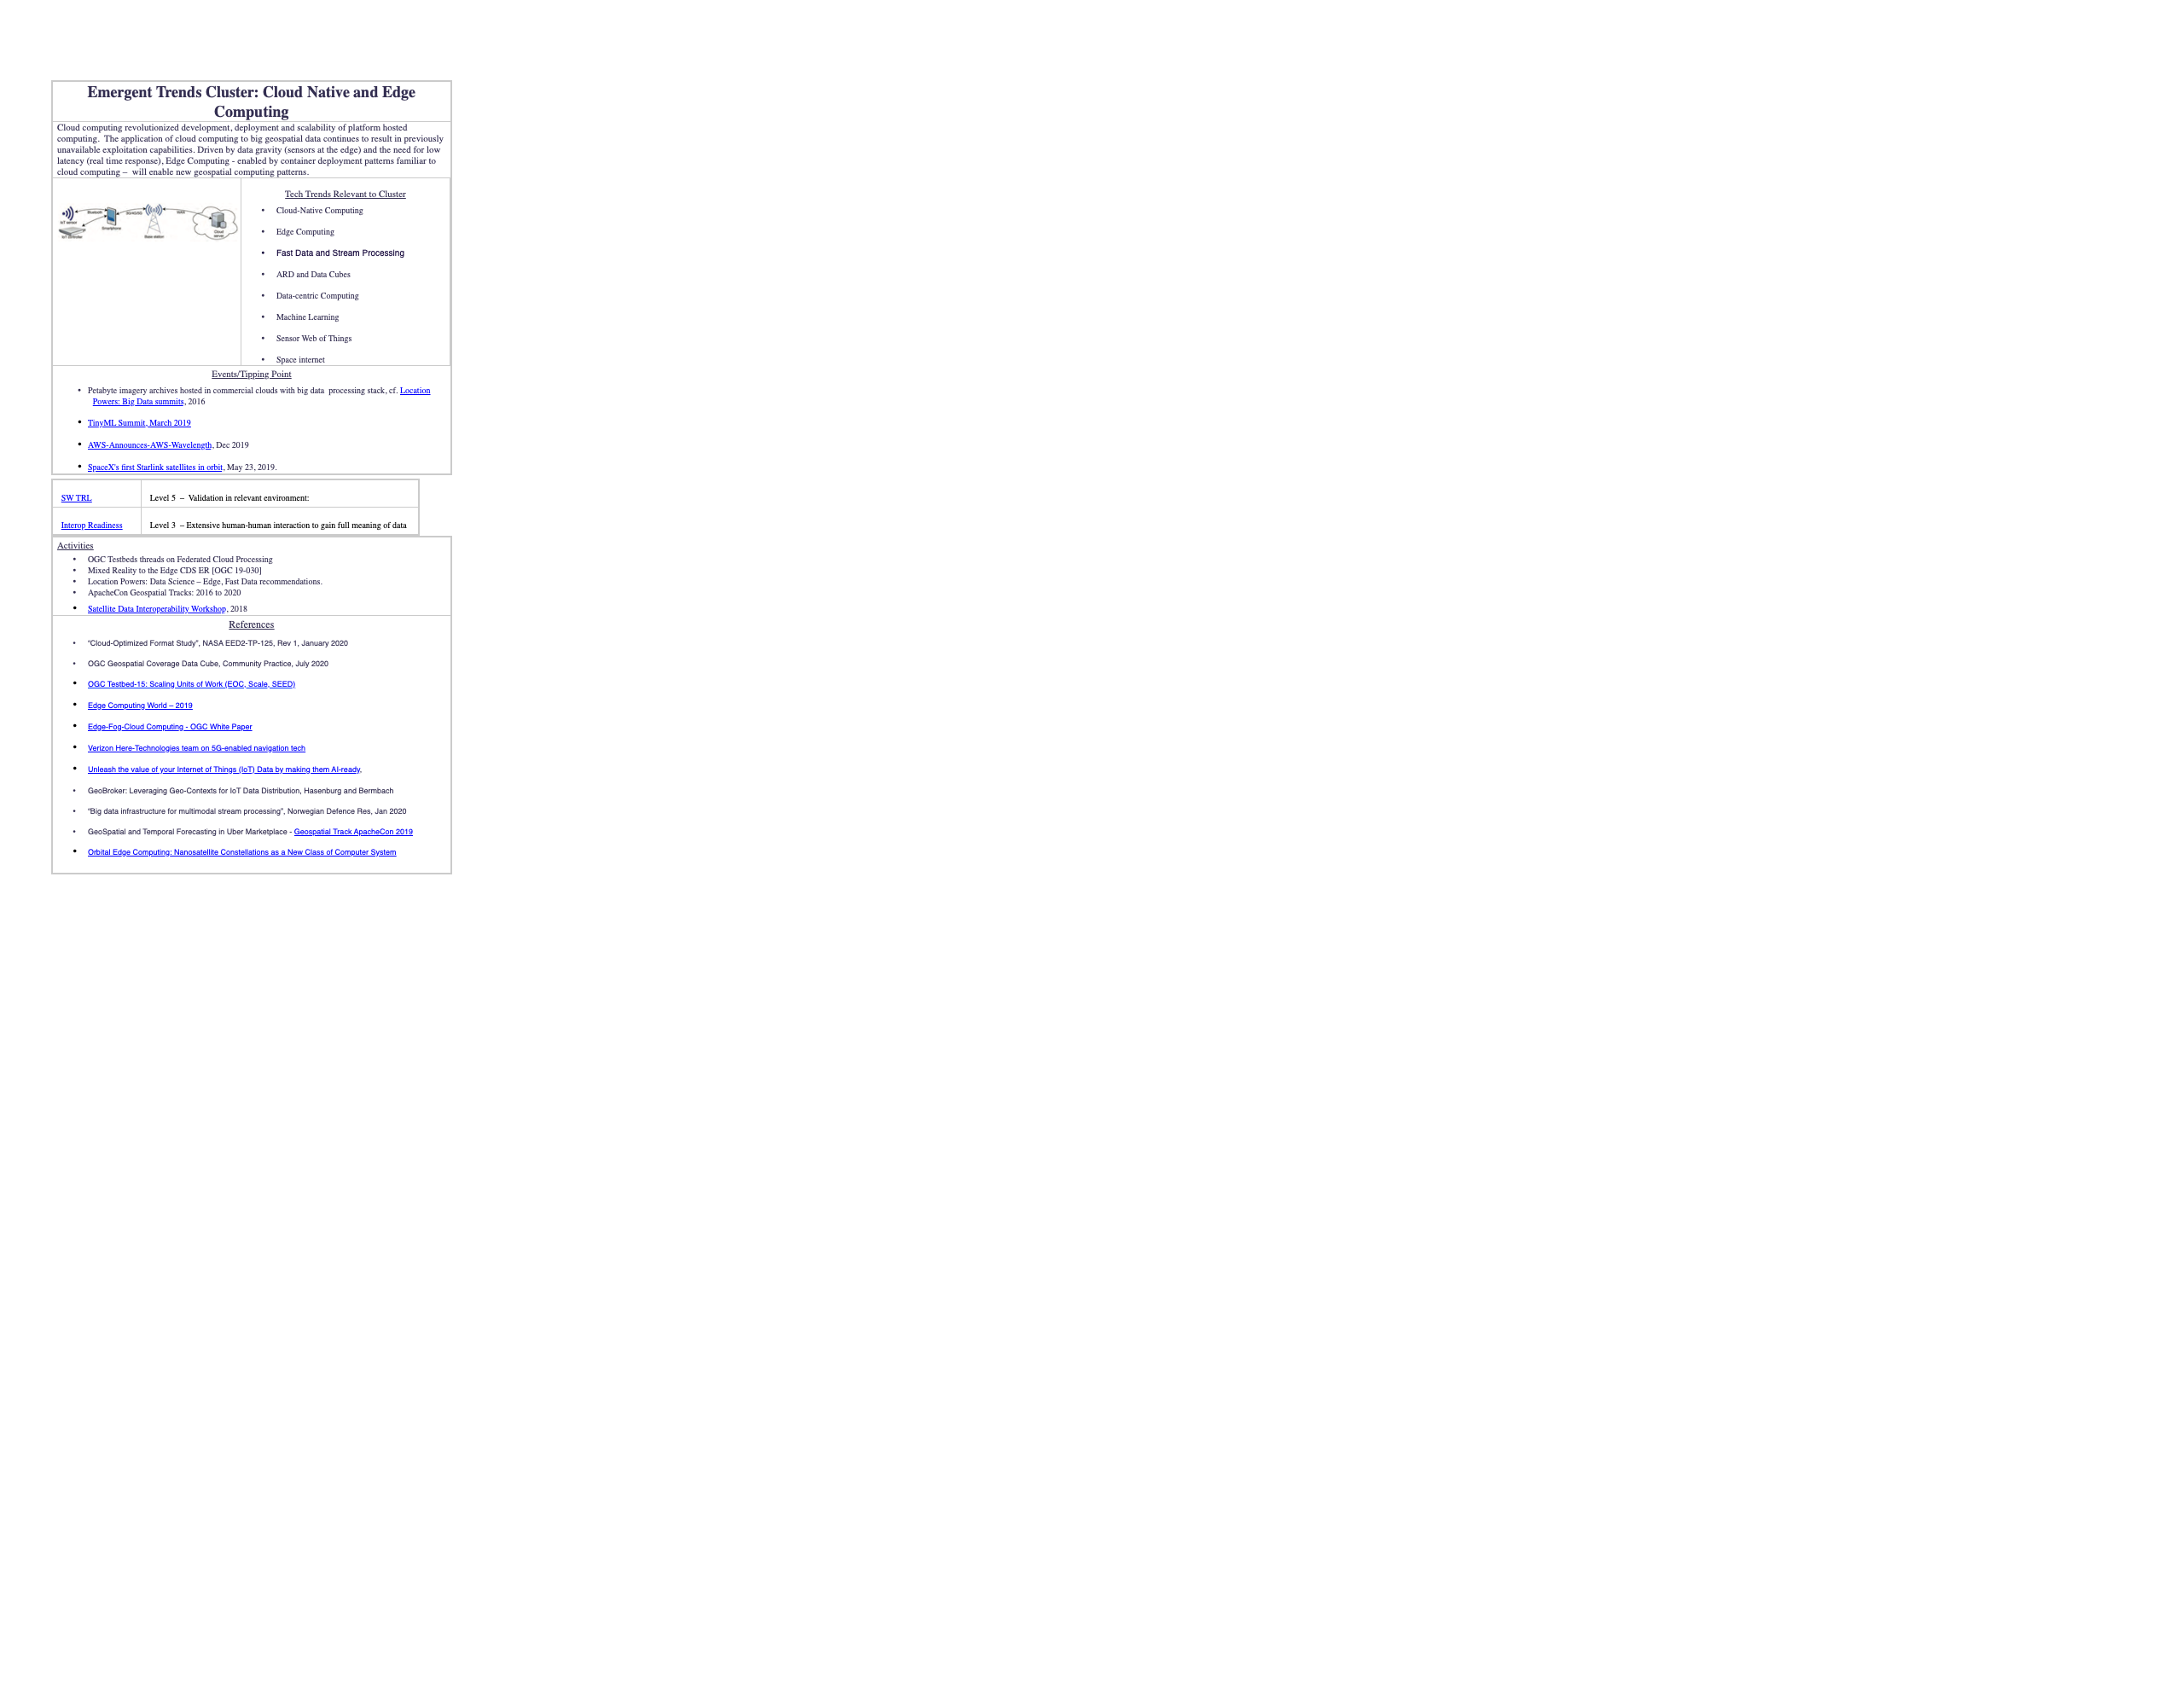 Emergent Trends Cluster: Cloud Native and Edge
Computing
Cloud computing revolutionized development, deployment and scalability of platform hosted
computing.  The application of cloud computing to big geospatial data continues to result in previously
unavailable exploitation capabilities. Driven by data gravity (sensors at the edge) and the need for low
latency (real time response), Edge Computing - enabled by container deployment patterns familiar to
cloud computing –  will enable new geospatial computing patterns.
Bluetooth
IoT sensor
IoT controller
Smartphone
Base station
Cloud
server
Tech Trends Relevant to Cluster
• Cloud-Native Computing
• Edge Computing
• Fast Data and Stream Processing
• ARD and Data Cubes
• Data-centric Computing
• Machine Learning
• Sensor Web of Things
• Space internet
Events/Tipping Point
• Petabyte imagery archives hosted in commercial clouds with big data  processing stack, cf. Location
Powers: Big Data summits, 2016
• TinyML Summit, March 2019
• AWS-Announces-AWS-Wavelength, Dec 2019
• SpaceX's first Starlink satellites in orbit, May 23, 2019.
SW TRL
Level 5  –  Validation in relevant environment:
Interop Readiness
Level 3  – Extensive human-human interaction to gain full meaning of data
Activities
• OGC Testbeds threads on Federated Cloud Processing
• Mixed Reality to the Edge CDS ER [OGC 19-030]
• Location Powers: Data Science – Edge, Fast Data recommendations.
• ApacheCon Geospatial Tracks: 2016 to 2020
• Satellite Data Interoperability Workshop, 2018
References
• “Cloud-Optimized Format Study”, NASA EED2-TP-125, Rev 1, January 2020
• OGC Geospatial Coverage Data Cube, Community Practice, July 2020
• OGC Testbed-15: Scaling Units of Work (EOC, Scale, SEED)
• Edge Computing World – 2019
• Edge-Fog-Cloud Computing - OGC White Paper
• Verizon Here-Technologies team on 5G-enabled navigation tech
• Unleash the value of your Internet of Things (IoT) Data by making them AI-ready.
• GeoBroker: Leveraging Geo-Contexts for IoT Data Distribution, Hasenburg and Bermbach
• “Big data infrastructure for multimodal stream processing”, Norwegian Defence Res, Jan 2020
• GeoSpatial and Temporal Forecasting in Uber Marketplace - Geospatial Track ApacheCon 2019
• Orbital Edge Computing: Nanosatellite Constellations as a New Class of Computer System